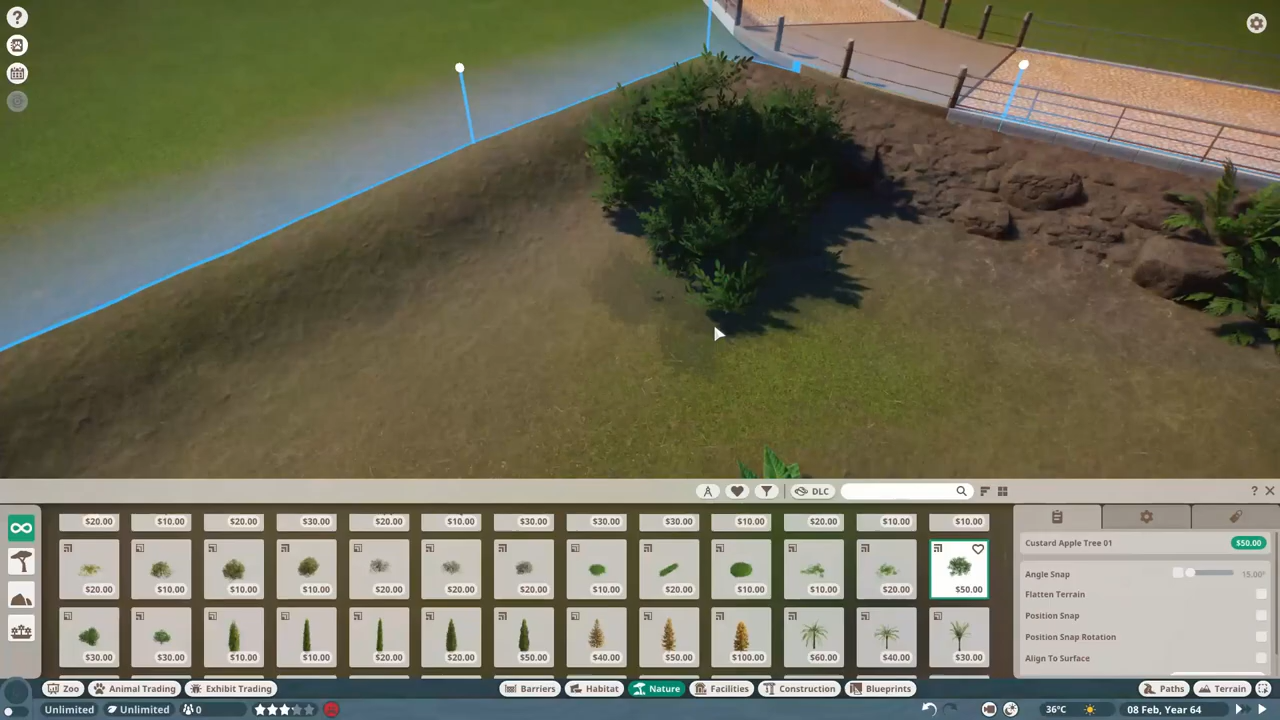 DLC
$20.00 $10.00 $20.00 $30.00 $20.00 $10.00 $20.00 $30.00 $30.00 $10.00 $20.00 $10.00 $10.00
Custard Apple Tree 01 $50.00
Angle Snap 15.00°
Flatten Terrain
Position Snap
Position Snap Rotation
Align To Surface
$20.00 $10.00 $10.00 $10.00 $20.00 $20.00 $20.00 $10.00 $20.00 $10.00 $10.00 $20.00 $50.00
$30.00 $30.00 $10.00 $10.00 $20.00 $20.00 $50.00 $40.00 $50.00 $100.00 $60.00 $40.00 $30.00
Zoo Animal Trading Exhibit Trading Barriers Habitat Nature Facilities Construction Blueprints Paths Terrain
Unlimited Unlimited 0 36°C 08 Feb, Year 64